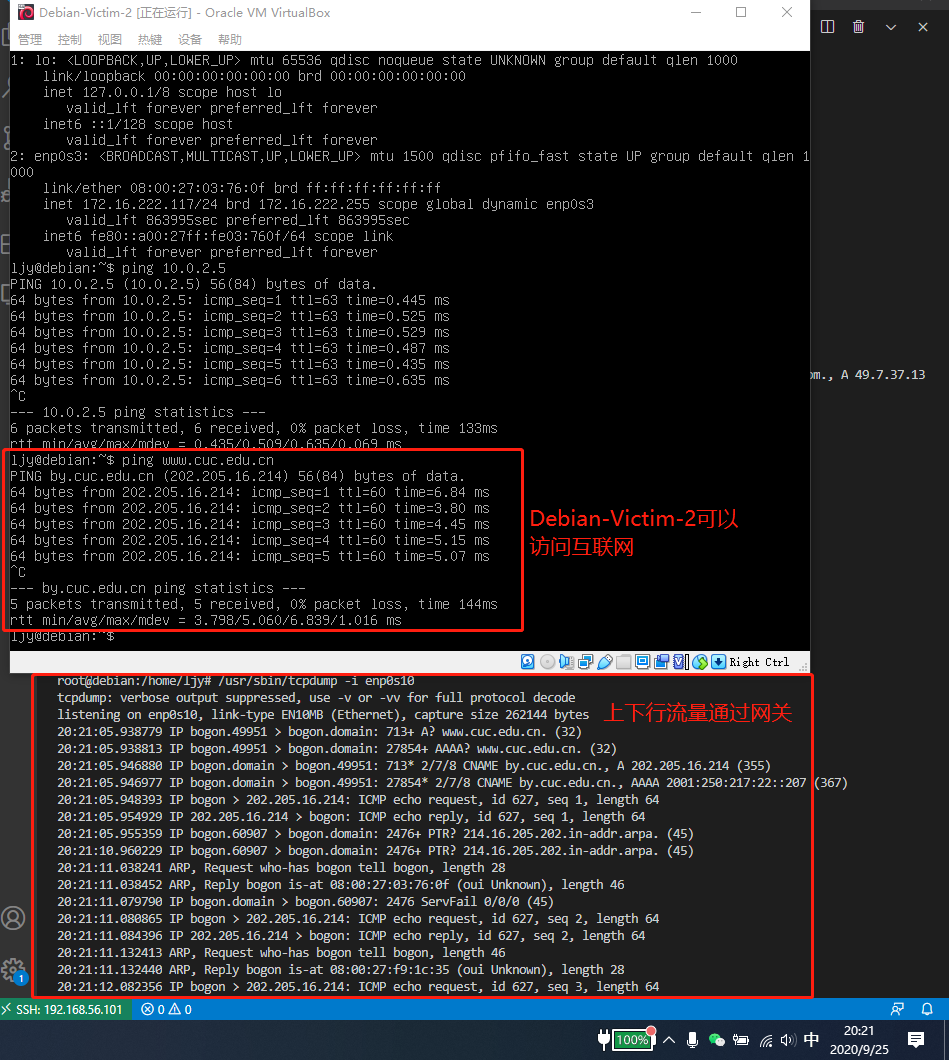 Debian-Victim-2 [正在运行] - Oracle VM VirtualBox
管理 控制 视图 热键 设备 帮助
1: lo: <LOOPBACK,UP,LOWER_UP> mtu 65536 qdisc noqueue state UNKNOWN group default qlen 1000
link/loopback 00:00:00:00:00:00 brd 00:00:00:00:00:00
inet 127.0.0.1/8 scope host lo
valid_lft forever preferred_lft forever
inet6 ::1/128 scope host
valid_lft forever preferred_lft forever
2: enp0s3: <BROADCAST,MULTICAST,UP,LOWER_UP> mtu 1500 qdisc pfifo_fast state UP group default qlen 1
000
link/ether 08:00:27:03:76:0f brd ff:ff:ff:ff:ff:ff
inet 172.16.222.117/24 brd 172.16.222.255 scope global dynamic enp0s3
valid_lft 863995sec preferred_lft 863995sec
inet6 fe80::a00:27ff:fe03:760f/64 scope link
valid_lft forever preferred_lft forever
ljy@debian:~$ ping 10.0.2.5
PING 10.0.2.5 (10.0.2.5) 56(84) bytes of data.
64 bytes from 10.0.2.5: icmp_seq=1 ttl=63 time=0.445 ms
64 bytes from 10.0.2.5: icmp_seq=2 ttl=63 time=0.525 ms
64 bytes from 10.0.2.5: icmp_seq=3 ttl=63 time=0.529 ms
64 bytes from 10.0.2.5: icmp_seq=4 ttl=63 time=0.487 ms
64 bytes from 10.0.2.5: icmp_seq=5 ttl=63 time=0.435 ms
64 bytes from 10.0.2.5: icmp_seq=6 ttl=63 time=0.635 ms
^C
--- 10.0.2.5 ping statistics ---
6 packets transmitted, 6 received, 0% packet loss, time 133ms
rtt min/avg/max/mdev = 0.435/0.509/0.635/0.069 ms
ljy@debian:~$ ping www.cuc.edu.cn
PING by.cuc.edu.cn (202.205.16.214) 56(84) bytes of data.
64 bytes from 202.205.16.214: icmp_seq=1 ttl=60 time=6.84 ms
64 bytes from 202.205.16.214: icmp_seq=2 ttl=60 time=3.80 ms
64 bytes from 202.205.16.214: icmp_seq=3 ttl=60 time=4.45 ms
64 bytes from 202.205.16.214: icmp_seq=4 ttl=60 time=5.15 ms
64 bytes from 202.205.16.214: icmp_seq=5 ttl=60 time=5.07 ms
^C
--- by.cuc.edu.cn ping statistics ---
5 packets transmitted, 5 received, 0% packet loss, time 144ms
rtt min/avg/max/mdev = 3.798/5.060/6.839/1.016 ms
ljy@debian:~$
om., A 49.7.37.13
Debian-Victim-2可以
访问互联网
Right Ctrl
root@debian:/home/ljy# /usr/sbin/tcpdump -i enp0s10
tcpdump: verbose output suppressed, use -v or -vv for full protocol decode
listening on enp0s10, link-type EN10MB (Ethernet), capture size 262144 bytes
上下行流量通过网关
20:21:05.938779 IP bogon.49951 > bogon.domain: 713+ A? www.cuc.edu.cn. (32)
20:21:05.938813 IP bogon.49951 > bogon.domain: 27854+ AAAA? www.cuc.edu.cn. (32)
20:21:05.946880 IP bogon.domain > bogon.49951: 713* 2/7/8 CNAME by.cuc.edu.cn., A 202.205.16.214 (355)
20:21:05.946977 IP bogon.domain > bogon.49951: 27854* 2/7/8 CNAME by.cuc.edu.cn., AAAA 2001:250:217:22::207 (367)
20:21:05.948393 IP bogon > 202.205.16.214: ICMP echo request, id 627, seq 1, length 64
20:21:05.954929 IP 202.205.16.214 > bogon: ICMP echo reply, id 627, seq 1, length 64
20:21:05.955359 IP bogon.60907 > bogon.domain: 2476+ PTR? 214.16.205.202.in-addr.arpa. (45)
20:21:10.960229 IP bogon.60907 > bogon.domain: 2476+ PTR? 214.16.205.202.in-addr.arpa. (45)
20:21:11.038241 ARP, Request who-has bogon tell bogon, length 28
20:21:11.038452 ARP, Reply bogon is-at 08:00:27:03:76:0f (oui Unknown), length 46
20:21:11.079790 IP bogon.domain > bogon.60907: 2476 ServFail 0/0/0 (45)
20:21:11.080865 IP bogon > 202.205.16.214: ICMP echo request, id 627, seq 2, length 64
20:21:11.084396 IP 202.205.16.214 > bogon: ICMP echo reply, id 627, seq 2, length 64
20:21:11.132413 ARP, Request who-has bogon tell bogon, length 46
20:21:11.132440 ARP, Reply bogon is-at 08:00:27:f9:1c:35 (oui Unknown), length 28
20:21:12.082356 IP bogon > 202.205.16.214: ICMP echo request, id 627, seq 3, length 64
1
SSH: 192.168.56.101 0 0
100% 中 20:21
2020/9/25